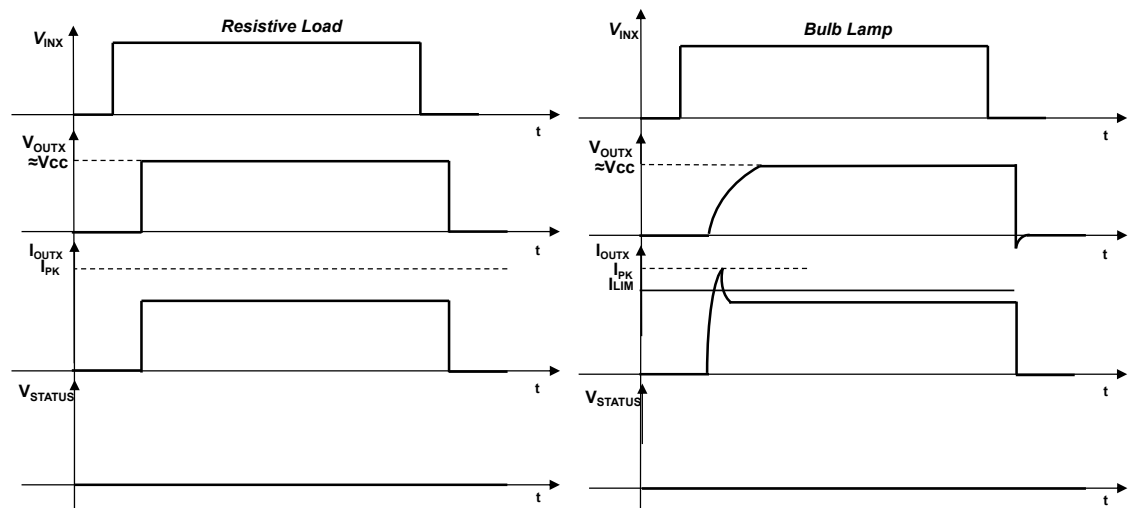 Resistive Load
VINX
t
VOUTX
≈Vcc
t
IOUTX
IPK
t
VSTATUS
t
Bulb Lamp
VINX
t
VOUTX
≈Vcc
t
IOUTX
IPK
ILIM
t
VSTATUS
t